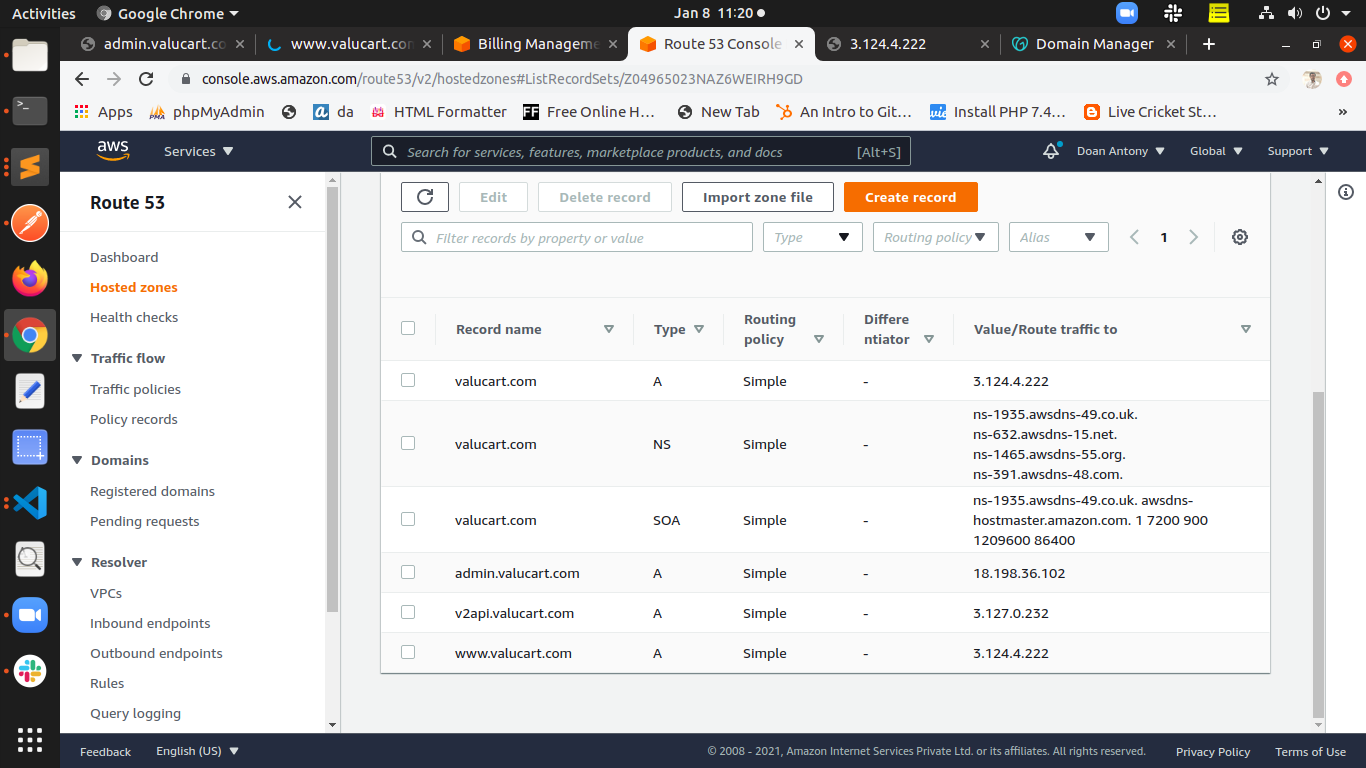 Activities
Google Chrome
Jan 8 11:20
admin.valucart.co
www.valucart.com
Billing Manageme
Route 53 Console
3.124.4.222
Domain Manager
console.aws.amazon.com/route53/v2/hostedzones#ListRecordSets/Z04965023NAZ6WEIRH9GD
Apps
phpMyAdmin
da
HTML Formatter
FF
Free Online H...
New Tab
An Intro to Git...
Install PHP 7.4...
Live Cricket St...
»
aws
Services
Search for services, features, marketplace products, and docs
[Alt+S]
Doan Antony
Global
Support
Route 53
Dashboard
Hosted zones
Health checks
Traffic flow
Traffic policies
Policy records
Domains
Registered domains
Pending requests
Resolver
VPCs
Inbound endpoints
Outbound endpoints
Rules
Query logging
Edit
Delete record
Import zone file
Create record
Filter records by property or value
Type
Routing policy
Alias
1
Record name
Type
Routing
policy
Differe
ntiator
Value/Route traffic to
valucart.com A Simple - 3.124.4.222
valucart.com NS Simple - ns-1935.awsdns-49.co.uk.
ns-632.awsdns-15.net.
ns-1465.awsdns-55.org.
ns-391.awsdns-48.com.
valucart.com SOA Simple - ns-1935.awsdns-49.co.uk. awsdns-
hostmaster.amazon.com. 1 7200 900
1209600 86400
admin.valucart.com A Simple - 18.198.36.102
v2api.valucart.com A Simple - 3.127.0.232
www.valucart.com A Simple - 3.124.4.222
Feedback
English (US)
© 2008 - 2021, Amazon Internet Services Private Ltd. or its affiliates. All rights reserved.
Privacy Policy
Terms of Use